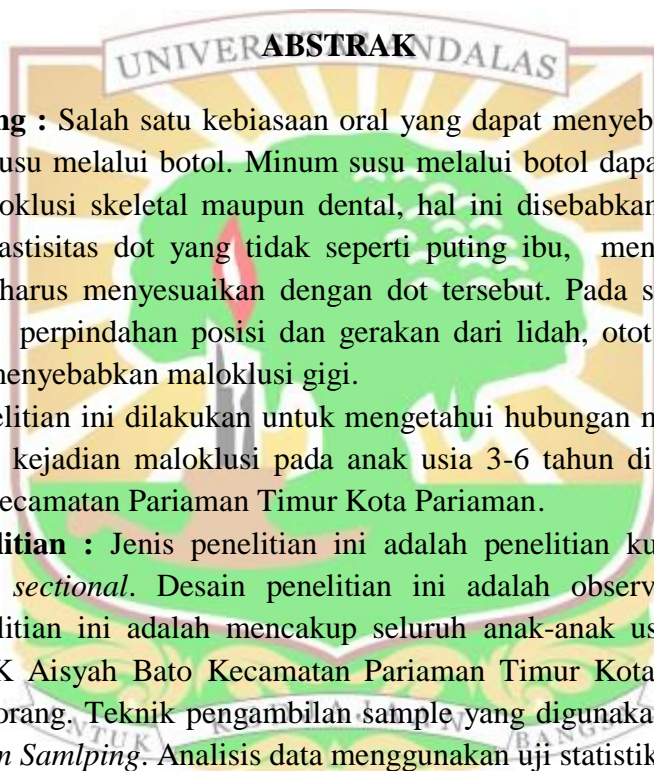 UNIVERSITAS ANDALAS
ABSTRAK
ng : Salah satu kebiasaan oral yang dapat menyeb
usu melalui botol. Minum susu melalui botol dapa
oklusi skeletal maupun dental, hal ini disebabkan
astisitas dot yang tidak seperti puting ibu, men
harus menyesuaikan dengan dot tersebut. Pada s
perpindahan posisi dan gerakan dari lidah, otot
menyebabkan maloklusi gigi.
elitian ini dilakukan untuk mengetahui hubungan m
kejadian maloklusi pada anak usia 3-6 tahun di
ecamatan Pariaman Timur Kota Pariaman.
litian : Jenis penelitian ini adalah penelitian ku
sectional. Desain penelitian ini adalah observ
litian ini adalah mencakup seluruh anak-anak us
K Aisyah Bato Kecamatan Pariaman Timur Kota
orang. Teknik pengambilan sample yang digunaka
n Samlping. Analisis data menggunakan uji statistik
UNTUK BANGS